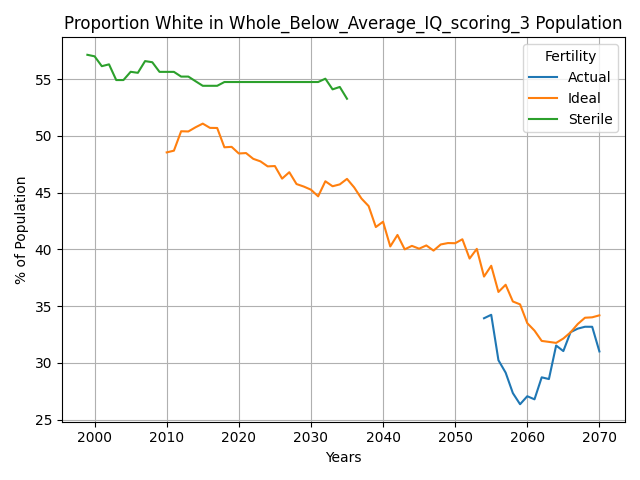 Proportion White in Whole_Below_Average_IQ_scoring_3 Population
Fertility
Actual
Ideal
Sterile
% of Population
55
50
45
40
35
30
25
2000 2010 2020 2030 2040 2050 2060 2070
Years